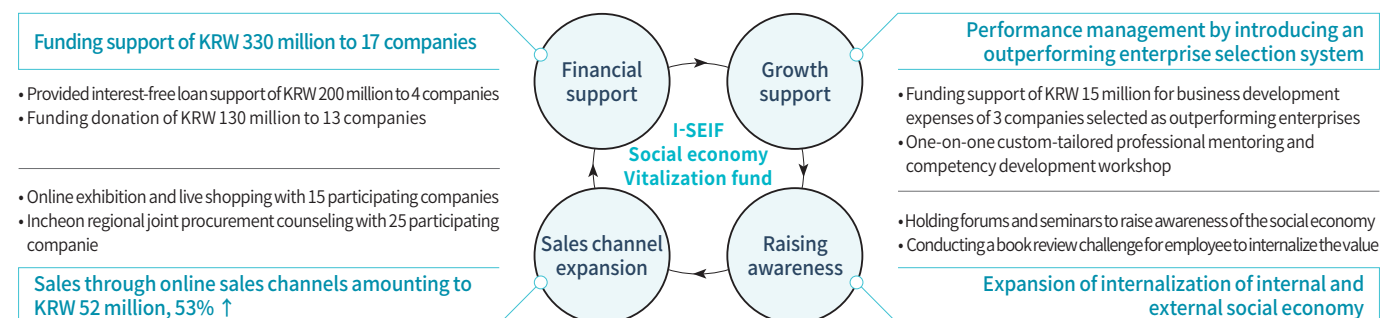 Funding support of KRW 330 million to 17 companies
• Provided interest-free loan support of KRW 200 million to 4 companies
• Funding donation of KRW 130 million to 13 companies
Financial
support
Growth
support
Performance management by introducing an
outperforming enterprise selection system
• Funding support of KRW 15 million for business development
expenses of 3 companies selected as outperforming enterprises
• One-on-one custom-tailored professional mentoring and
competency development workshop
I-SEIF
Social economy
Vitalization fund
• Online exhibition and live shopping with 15 participating companies
• Incheon regional joint procurement counseling with 25 participating
companie
Sales through online sales channels amounting to
KRW 52 million, 53% ↑
Sales channel
expansion
Raising
awareness
• Holding forums and seminars to raise awareness of the social economy
• Conducting a book review challenge for employee to internalize the value
Expansion of internalization of internal and
external social economy